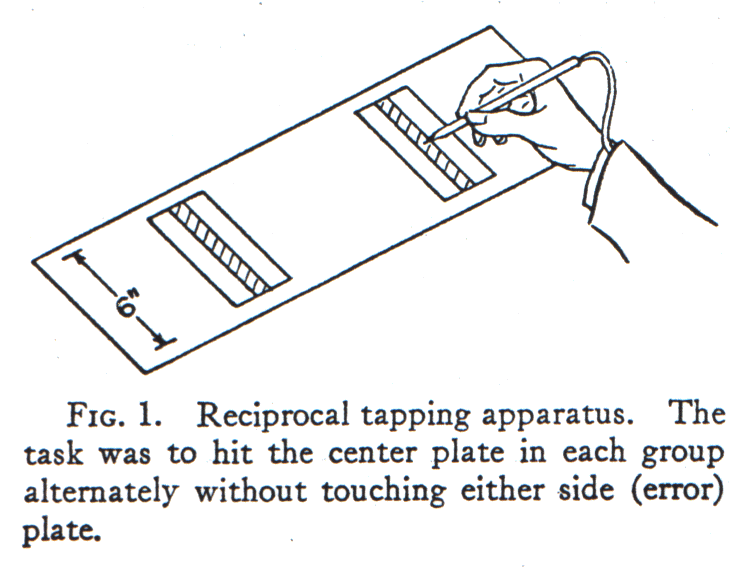 6"
FIG. 1. Reciprocal tapping apparatus. The
task was to hit the center plate in each group
alternately without touching either side (error)
plate.